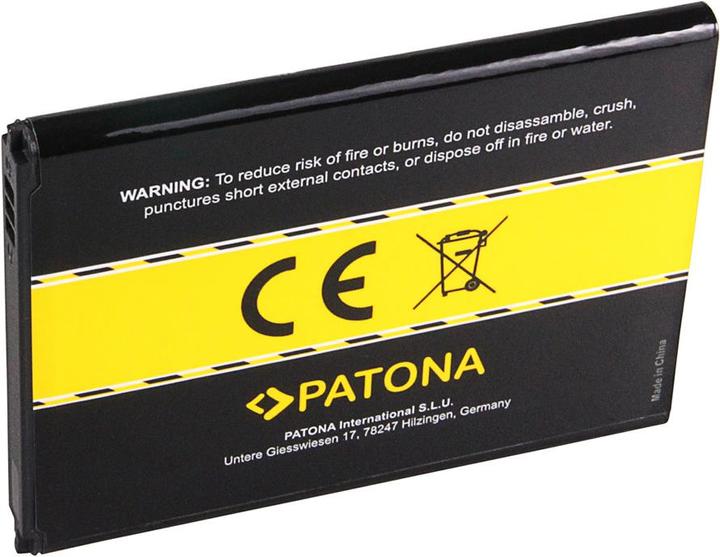 WARNING: To reduce risk of fire or burns, do not disassamble, crush,
punctures short external contacts, or dispose off in fire or water.
CE
PATONA
PATONA International S.L.U.
Untere Giesswiesen 17, 78247 Hilzingen, Germany
Made in China